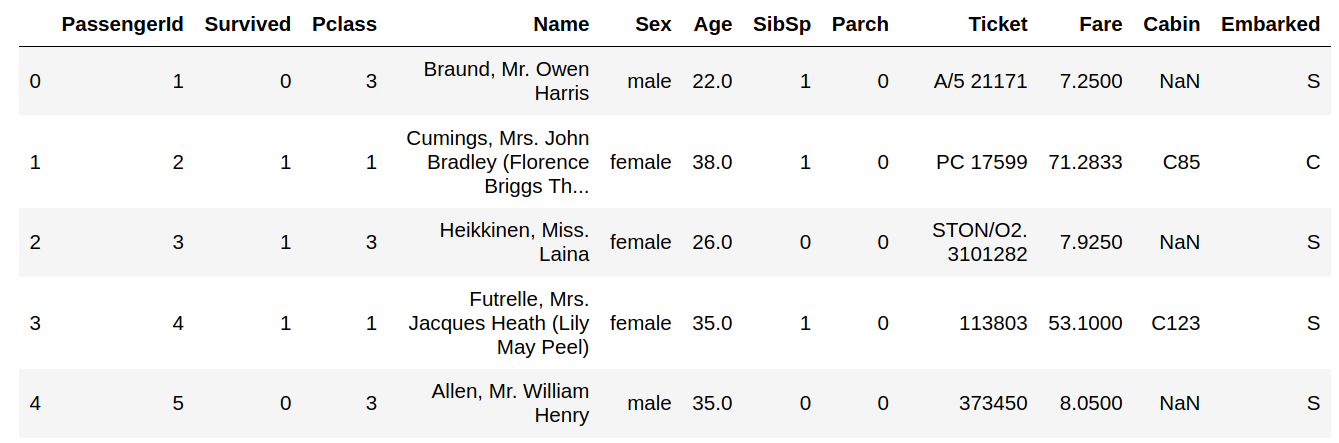 PassengerId Survived Pclass Name Sex Age SibSp Parch Ticket Fare Cabin Embarked
0 1 0 3 Braund, Mr. Owen Harris male 22.0 1 0 A/5 21171 7.2500 NaN S
1 2 1 1 Cumings, Mrs. John Bradley (Florence Briggs Th... female 38.0 1 0 PC 17599 71.2833 C85 C
2 3 1 3 Heikkinen, Miss. Laina female 26.0 0 0 STON/O2. 3101282 7.9250 NaN S
3 4 1 1 Futrelle, Mrs. Jacques Heath (Lily May Peel) female 35.0 1 0 113803 53.1000 C123 S
4 5 0 3 Allen, Mr. William Henry male 35.0 0 0 373450 8.0500 NaN S